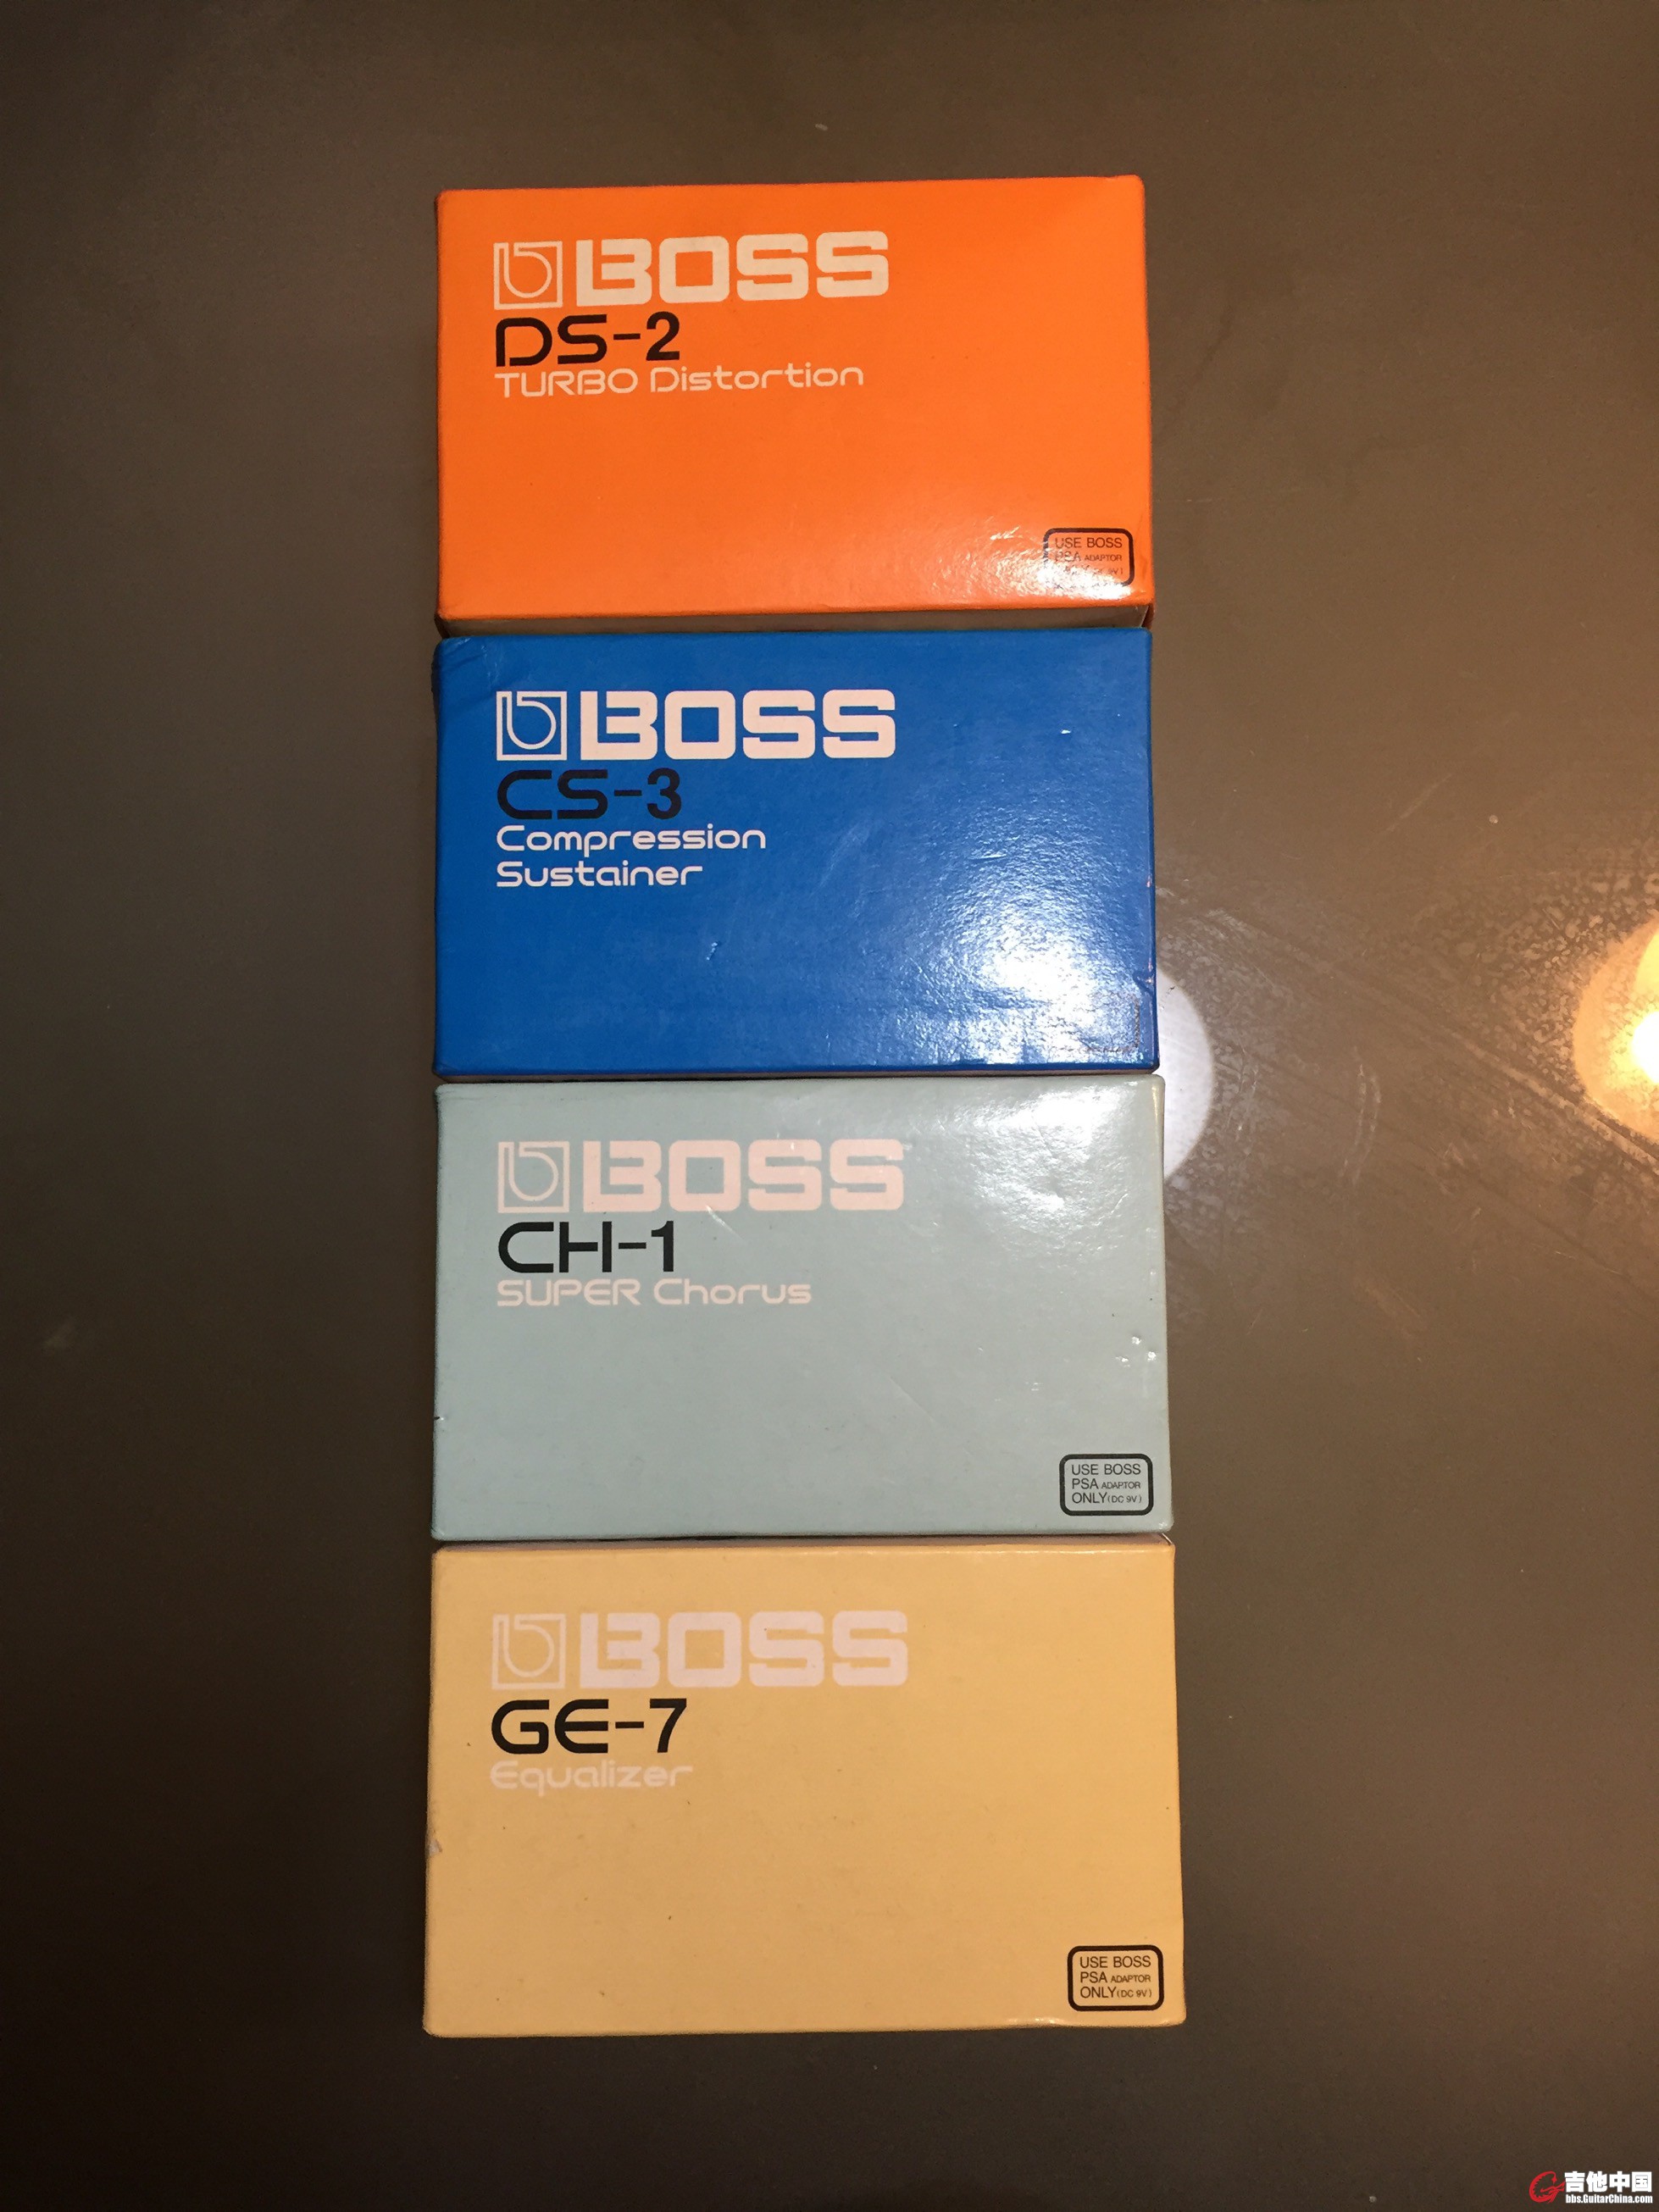 BOSS
DS-2
TURBO Distortion
USE BOSS
PSA ADAPTOR
BOSS
CS-3
Compression
Sustainer
BOSS
CH-1
SUPER Chorus
USE BOSS
PSA ADAPTOR
ONLY(DC 9V)
BOSS
GE-7
Equalizer
USE BOSS
PSA ADAPTOR
ONLY(DC 9V)
吉他中国
bbs.GuitarChina.com